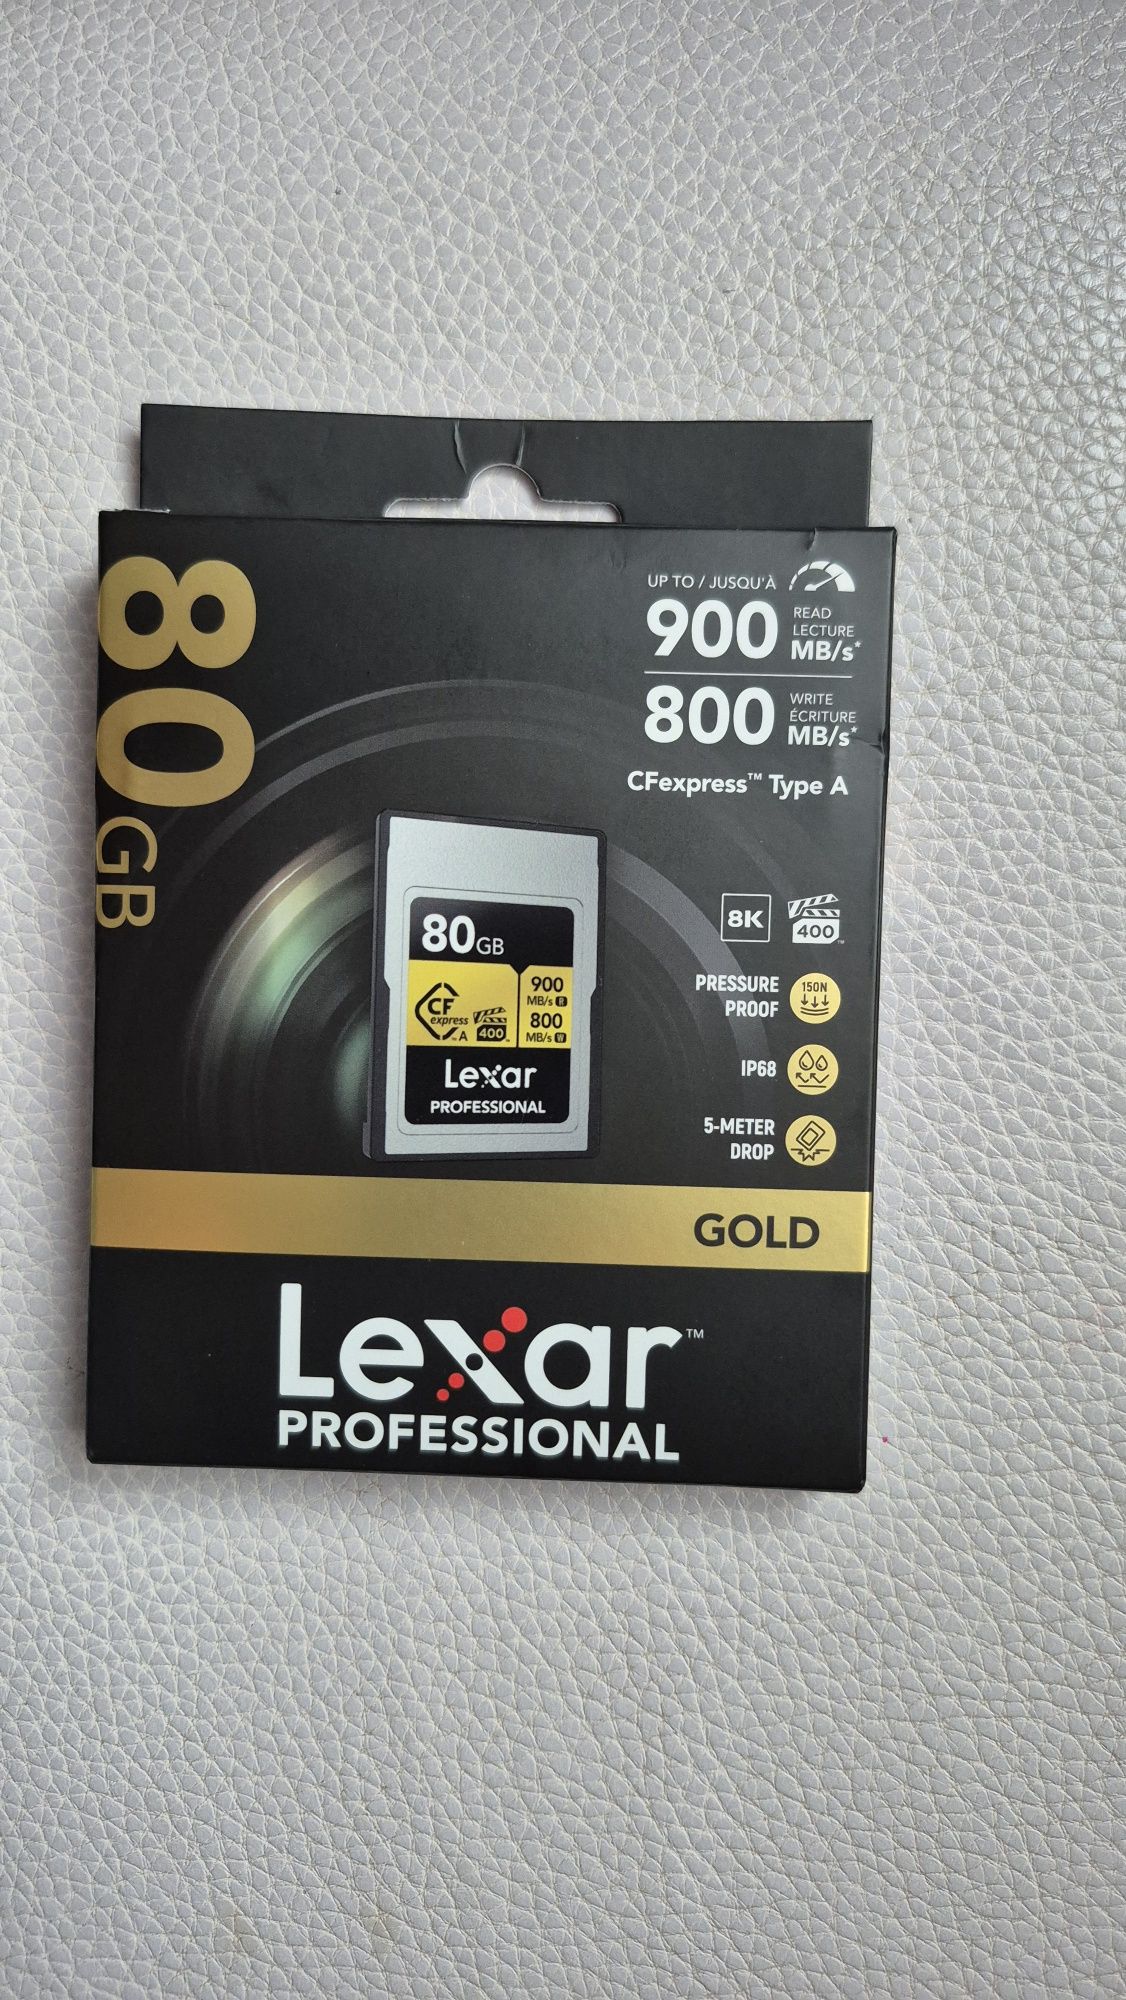 80GB
UP TO / JUSQU'À
900 READ LECTURE MB/s*
800 WRITE ÉCRITURE MB/s*
CFexpress™ Type A
8K 400™
PRESSURE PROOF 150N
IP68
5-METER DROP
80GB
CF express A 400
900 MB/s R
800 MB/s W
Lexar
PROFESSIONAL
GOLD
Lexar™
PROFESSIONAL